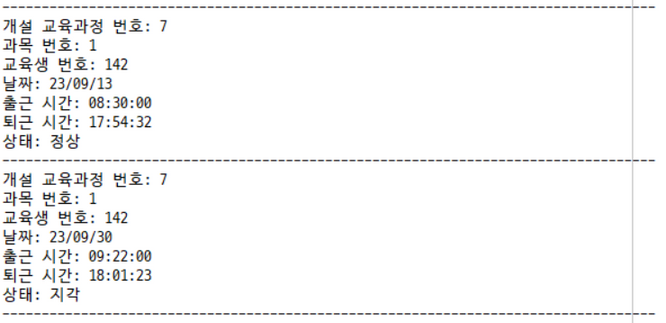 --------------------------------------------------------------------------------
개설 교육과정 번호: 7
과목 번호: 1
교육생 번호: 142
날짜: 23/09/13
출근 시간: 08:30:00
퇴근 시간: 17:54:32
상태: 정상
--------------------------------------------------------------------------------
개설 교육과정 번호: 7
과목 번호: 1
교육생 번호: 142
날짜: 23/09/30
출근 시간: 09:22:00
퇴근 시간: 18:01:23
상태: 지각
--------------------------------------------------------------------------------